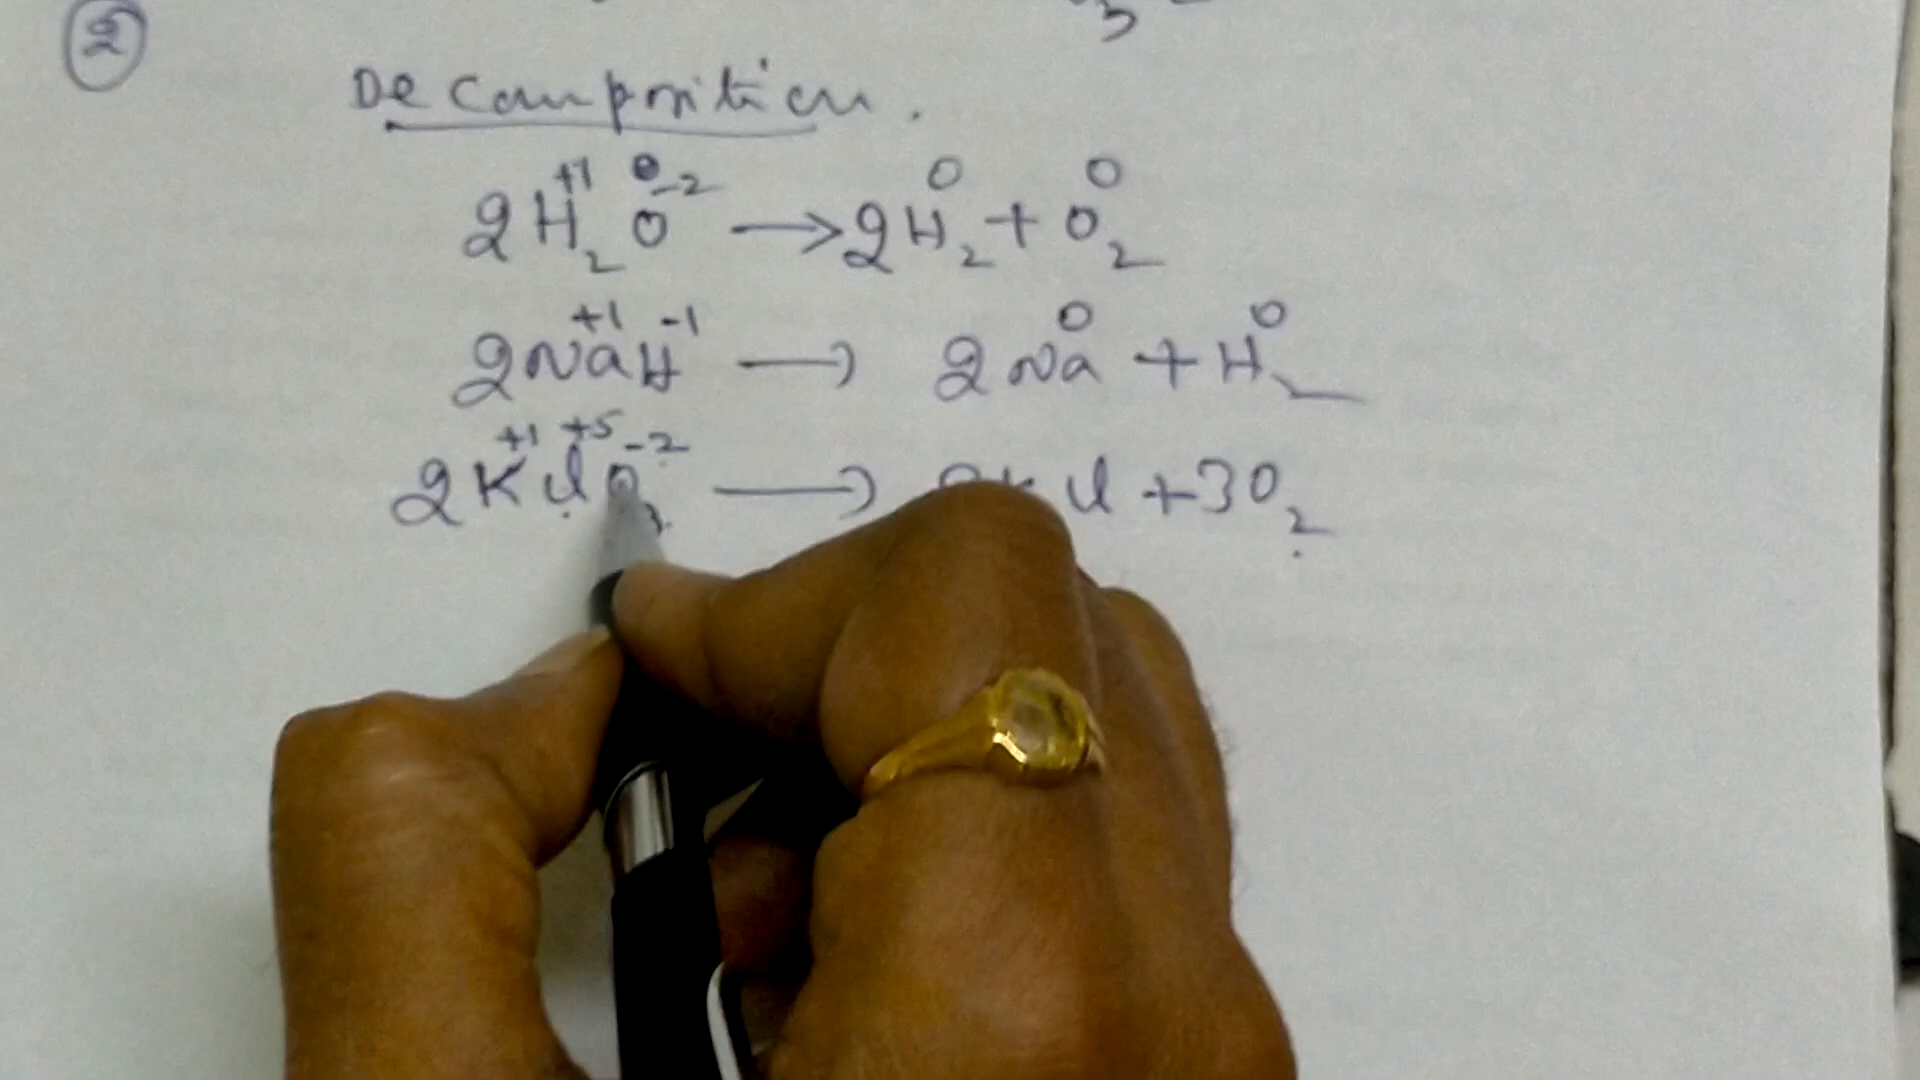 ②
Decomposition.
+1 -2 0 0
2H₂O → 2H₂ + O₂
+1 -1 0 0
2NaH → 2Na + H₂
+1 +5 -2
2KClO₃ → 2KCl + 3O₂